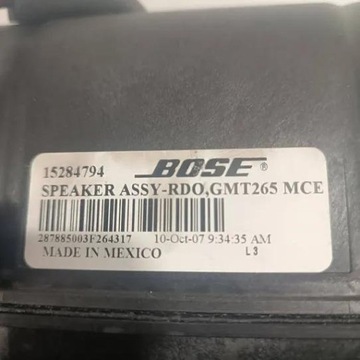 15284794 BOSE®
SPEAKER ASSY-RDO,GMT265 MCE
287885003F264317 10-Oct-07 9:34:35 AM
MADE IN MEXICO L3